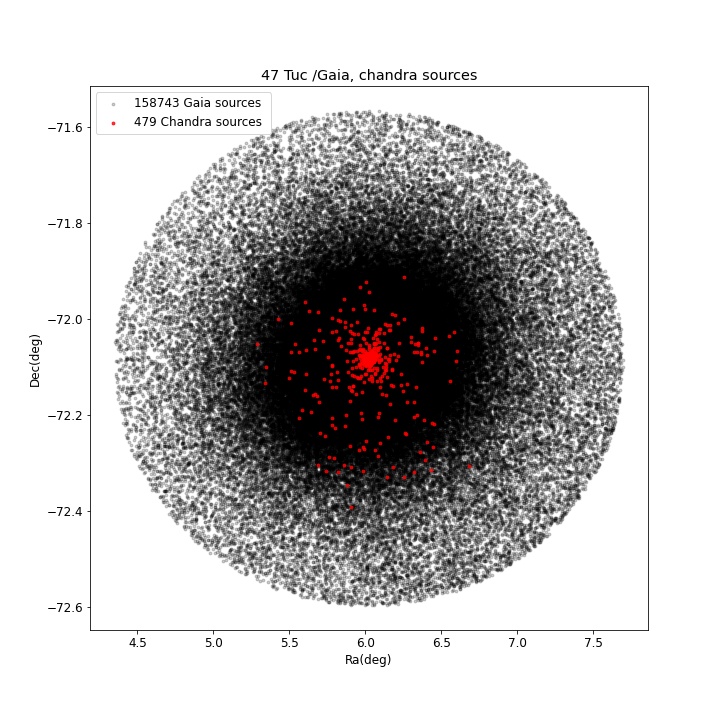 47 Tuc /Gaia, chandra sources
158743 Gaia sources
479 Chandra sources
−71.6
−71.8
−72.0
−72.2
−72.4
−72.6
Dec(deg)
4.5 5.0 5.5 6.0 6.5 7.0 7.5
Ra(deg)